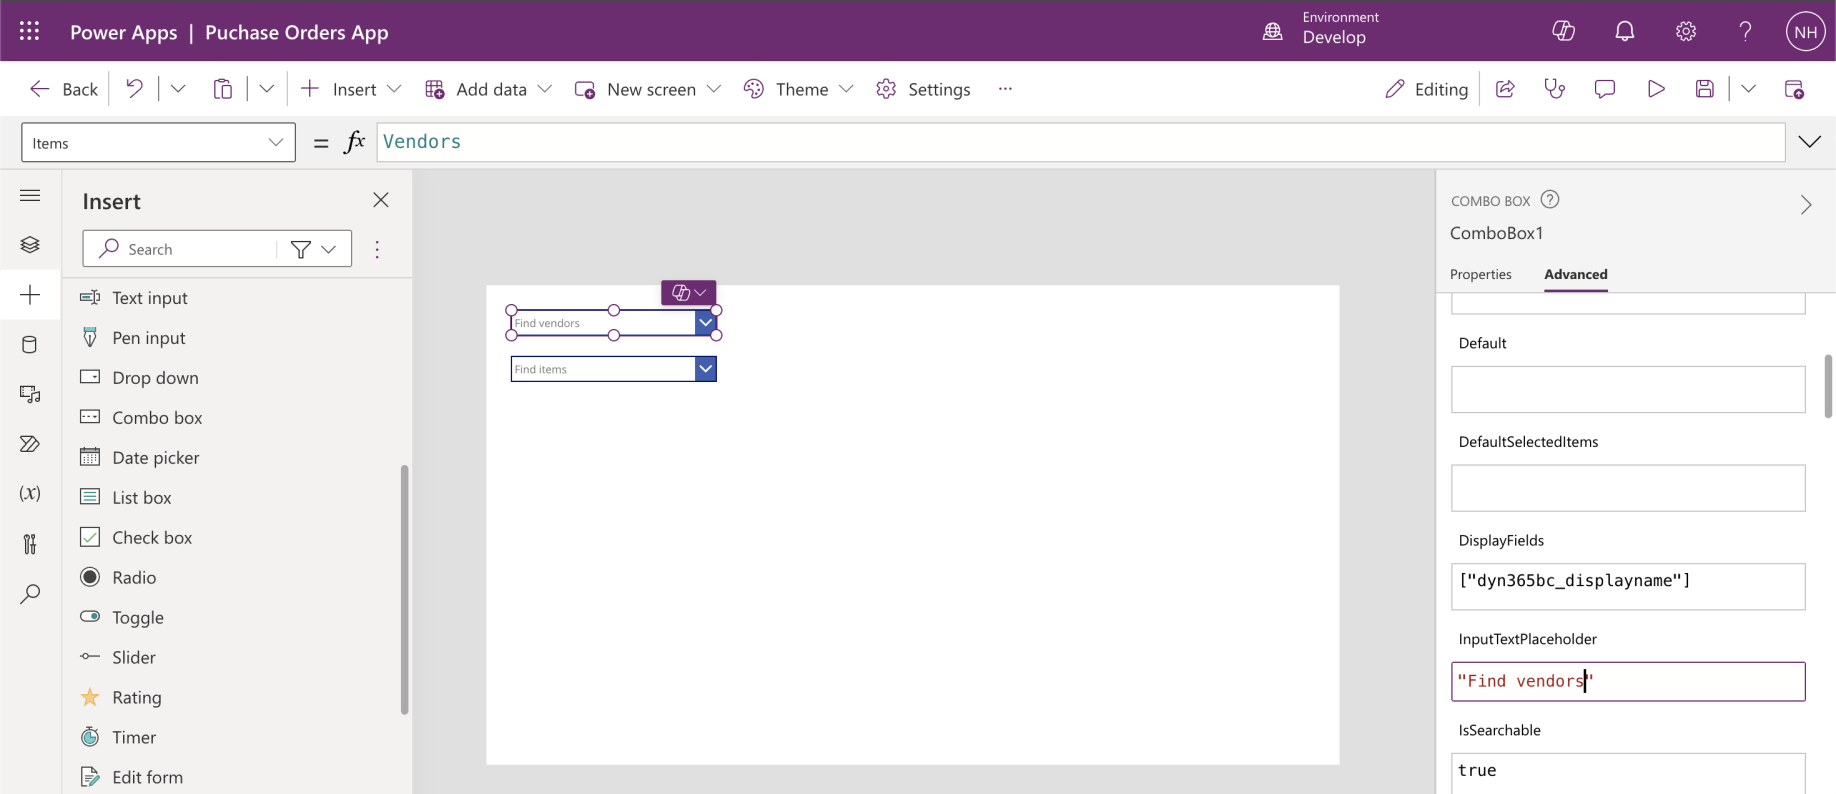 Power Apps | Puchase Orders App
Environment
Develop
NH
Back
Insert
Add data
New screen
Theme
Settings
...
Editing
Items
= fx Vendors
Insert
Search
Text input
Pen input
Drop down
Combo box
Date picker
List box
Check box
Radio
Toggle
Slider
Rating
Timer
Edit form
(x)
Find vendors
Find items
COMBO BOX ?
ComboBox1
Properties
Advanced
Default
DefaultSelectedItems
DisplayFields
["dyn365bc_displayname"]
InputTextPlaceholder
"Find vendors"
IsSearchable
true